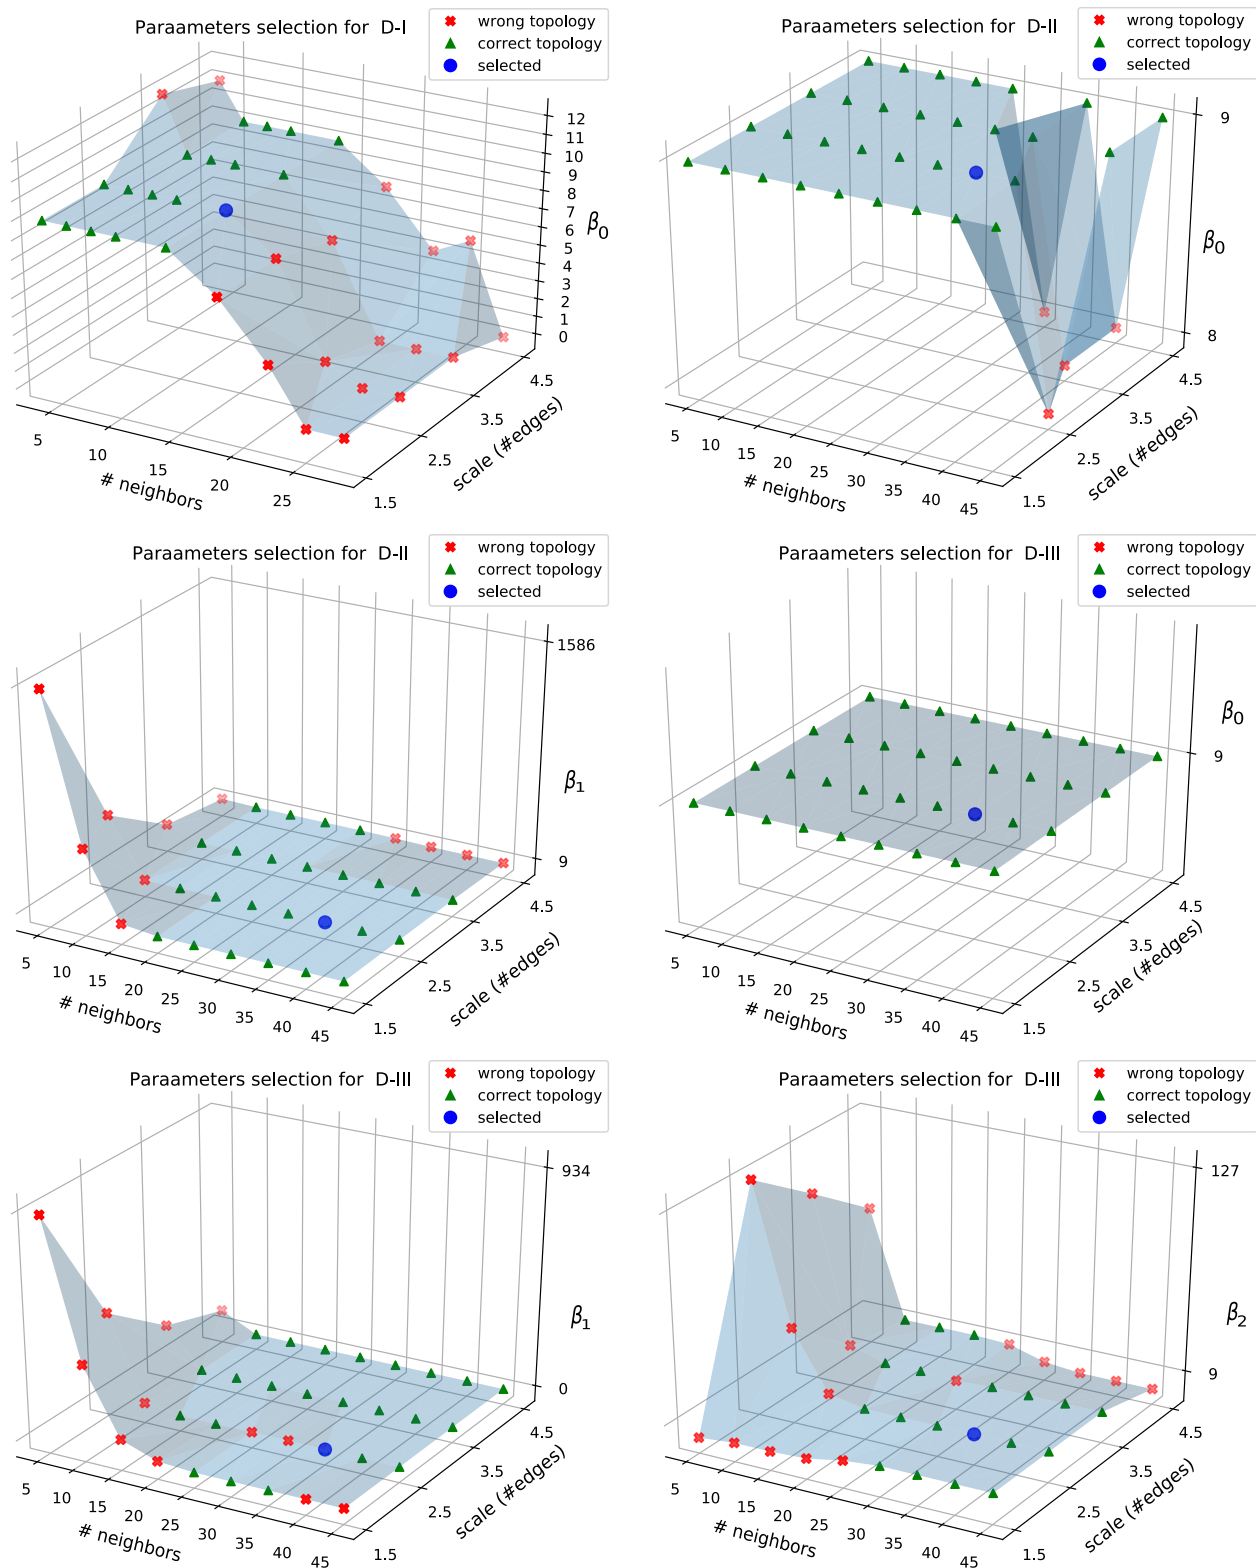 Paraameters selection for D-I
wrong topology
correct topology
selected
12
11
10
9
8
7
6
5
4
3
2
1
0
β0
5
10
15
20
25
# neighbors
1.5
2.5
3.5
4.5
scale (#edges)
Paraameters selection for D-II
wrong topology
correct topology
selected
9
8
β0
5
10
15
20
25
30
35
40
45
# neighbors
1.5
2.5
3.5
4.5
scale (#edges)
Paraameters selection for D-II
wrong topology
correct topology
selected
1586
9
β1
5
10
15
20
25
30
35
40
45
# neighbors
1.5
2.5
3.5
4.5
scale (#edges)
Paraameters selection for D-III
wrong topology
correct topology
selected
9
β0
5
10
15
20
25
30
35
40
45
# neighbors
1.5
2.5
3.5
4.5
scale (#edges)
Paraameters selection for D-III
wrong topology
correct topology
selected
934
0
β1
5
10
15
20
25
30
35
40
45
# neighbors
1.5
2.5
3.5
4.5
scale (#edges)
Paraameters selection for D-III
wrong topology
correct topology
selected
127
9
β2
5
10
15
20
25
30
35
40
45
# neighbors
1.5
2.5
3.5
4.5
scale (#edges)